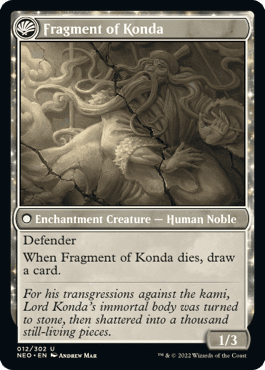 Fragment of Konda
Enchantment Creature — Human Noble
Defender
When Fragment of Konda dies, draw
a card.
For his transgressions against the kami,
Lord Konda's immortal body was turned
to stone, then shattered into a thousand
still-living pieces.
1/3
012/302 U
NEO • EN Andrew Mar
™ & © 2022 Wizards of the Coast